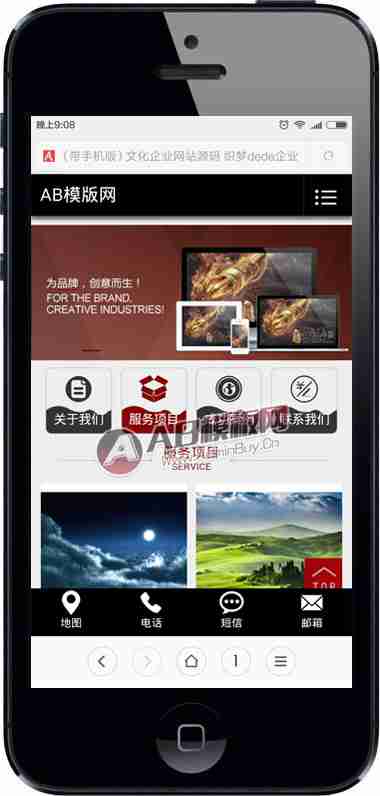 晚上9:08
（带手机版) 文化企业网站源码 织梦dede企业
AB模版网
为品牌，创意而生！
FOR THE BRAND,
CREATIVE INDUSTRIES!
关于我们
服务项目
联系我们
AB模版网
AdminBuy.Cn
服务项目
SERVICE
TOP
地图
电话
短信
邮箱
1